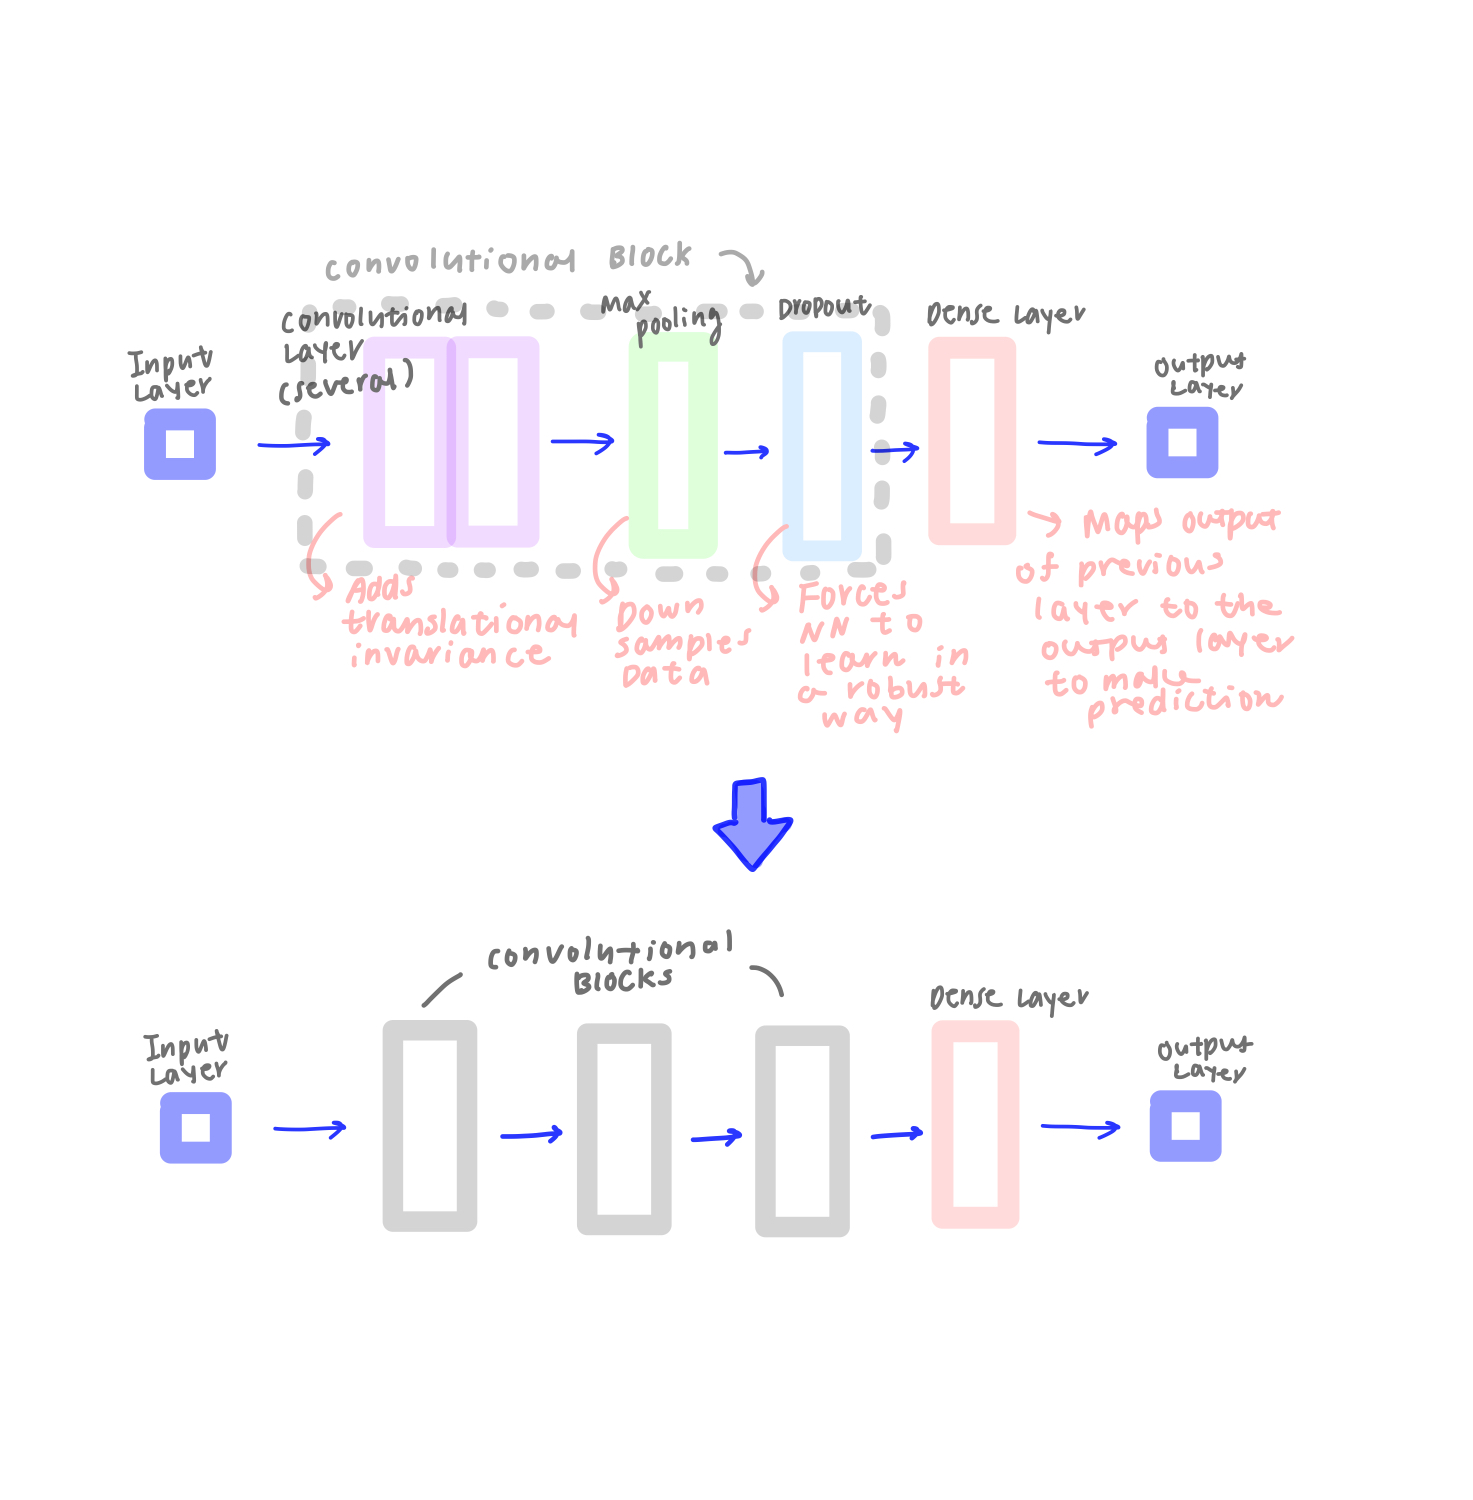 convolutional Block
Input
Layer
convolutional
Layer
(several)
Max
pooling
Dropout
Dense Layer
output
Layer
Adds
translational
invariance
Down
samples
Data
Forces
NN to
learn in
a robust
way
Maps output
of previous
layer to the
output layer
to make
prediction
convolutional
Blocks
Input
Layer
Dense Layer
output
Layer